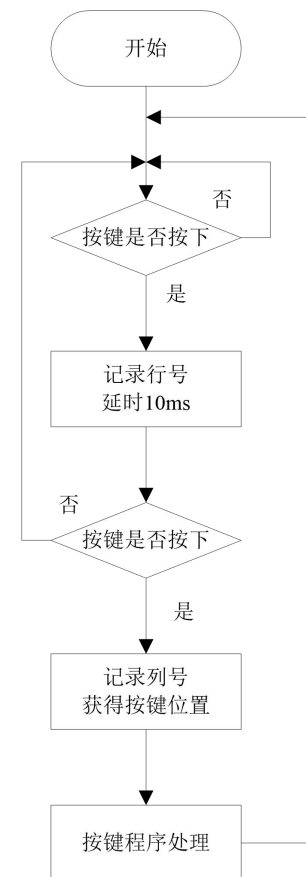 开始
否
按键是否按下
是
记录行号
延时10ms
否
按键是否按下
是
记录列号
获得按键位置
按键程序处理